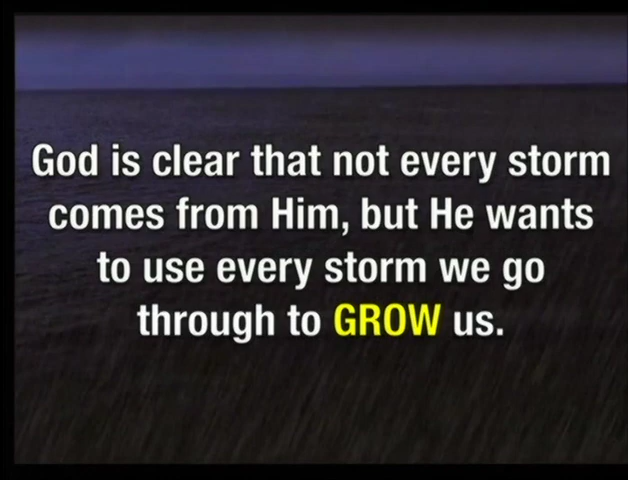 God is clear that not every storm
comes from Him, but He wants
to use every storm we go
through to GROW us.